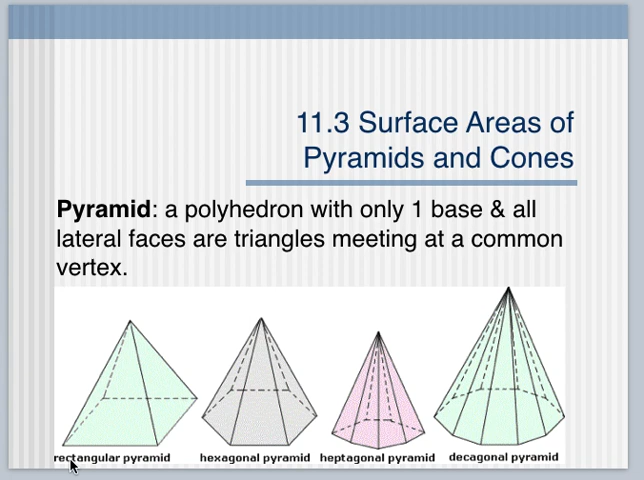 11.3 Surface Areas of
Pyramids and Cones
Pyramid: a polyhedron with only 1 base & all
lateral faces are triangles meeting at a common
vertex.
rectangular pyramid hexagonal pyramid heptagonal pyramid decagonal pyramid